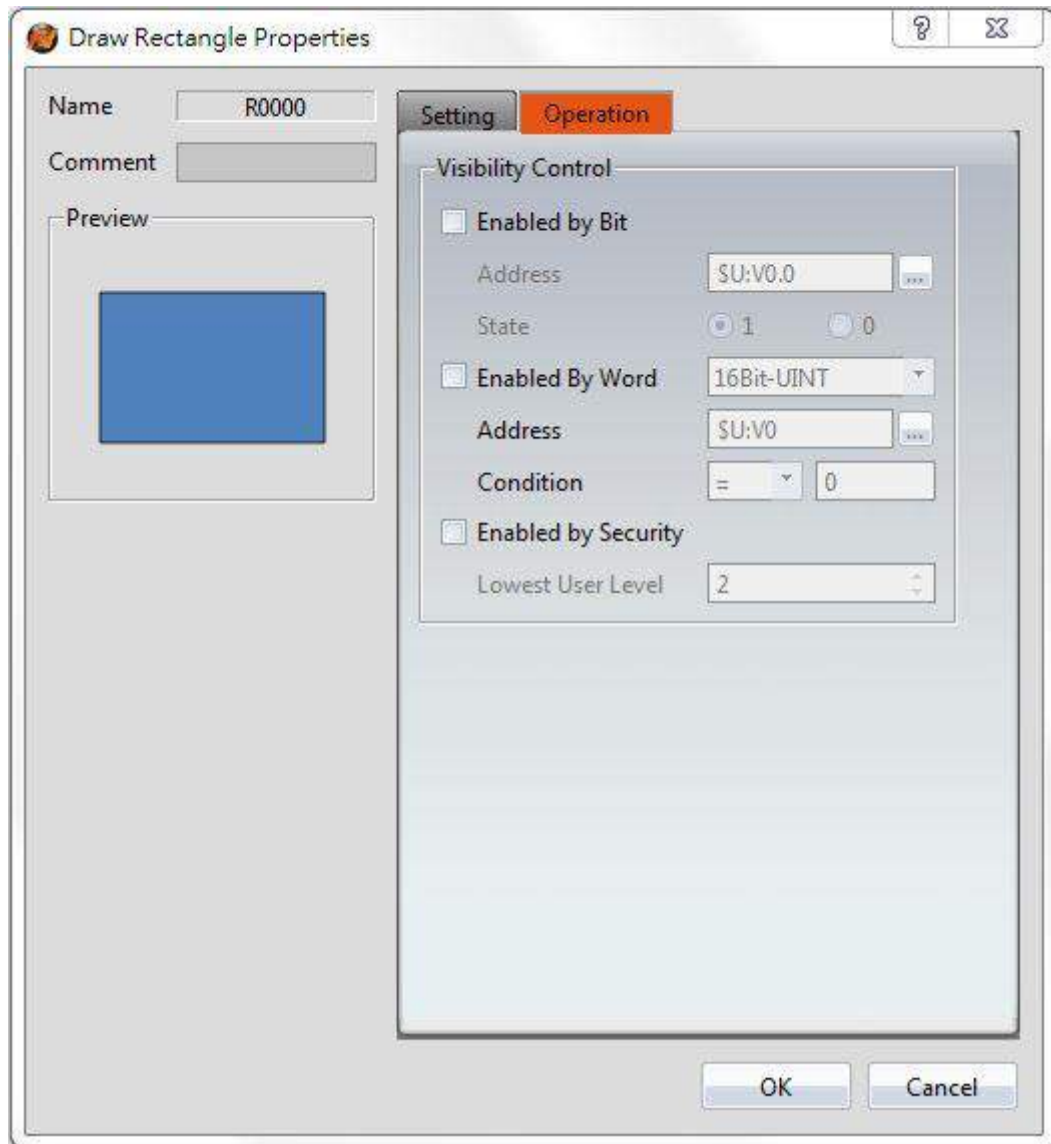 Draw Rectangle Properties
Name R0000
Comment
Preview
Setting Operation
Visibility Control
Enabled by Bit
Address $U:V0.0 ...
State 1 0
Enabled By Word 16Bit-UINT
Address $U:V0 ...
Condition = 0
Enabled by Security
Lowest User Level 2
OK Cancel